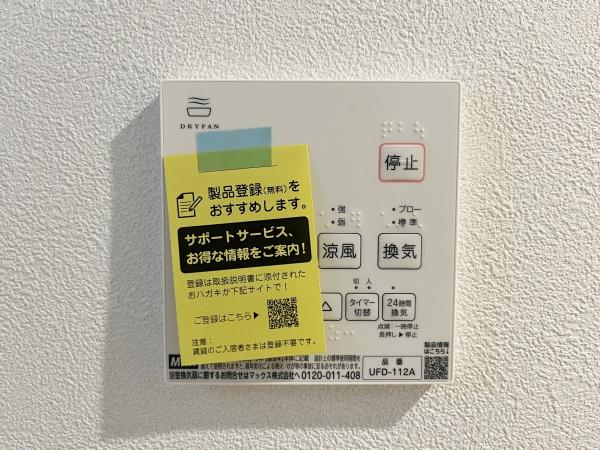 DRYFAN
停止
製品登録(無料)を
おすすめします。
サポートサービス、
お得な情報をご案内!
登録は取扱説明書に添付された
おハガキか下記サイトで!
ご登録はこちら▶
注意:
賃貸のご入居者さまは登録不要です。
• 強
• 弱
• ブロー
• 標準
涼風
換気
切 入
タイマー
切替
24時間
換気
点滅:一時停止
長押し▶停止
製品情報
はこちら↓
品 番
UFD-112A
浴室換気扇に関するお問合せはマックス株式会社へ 0120-011-408